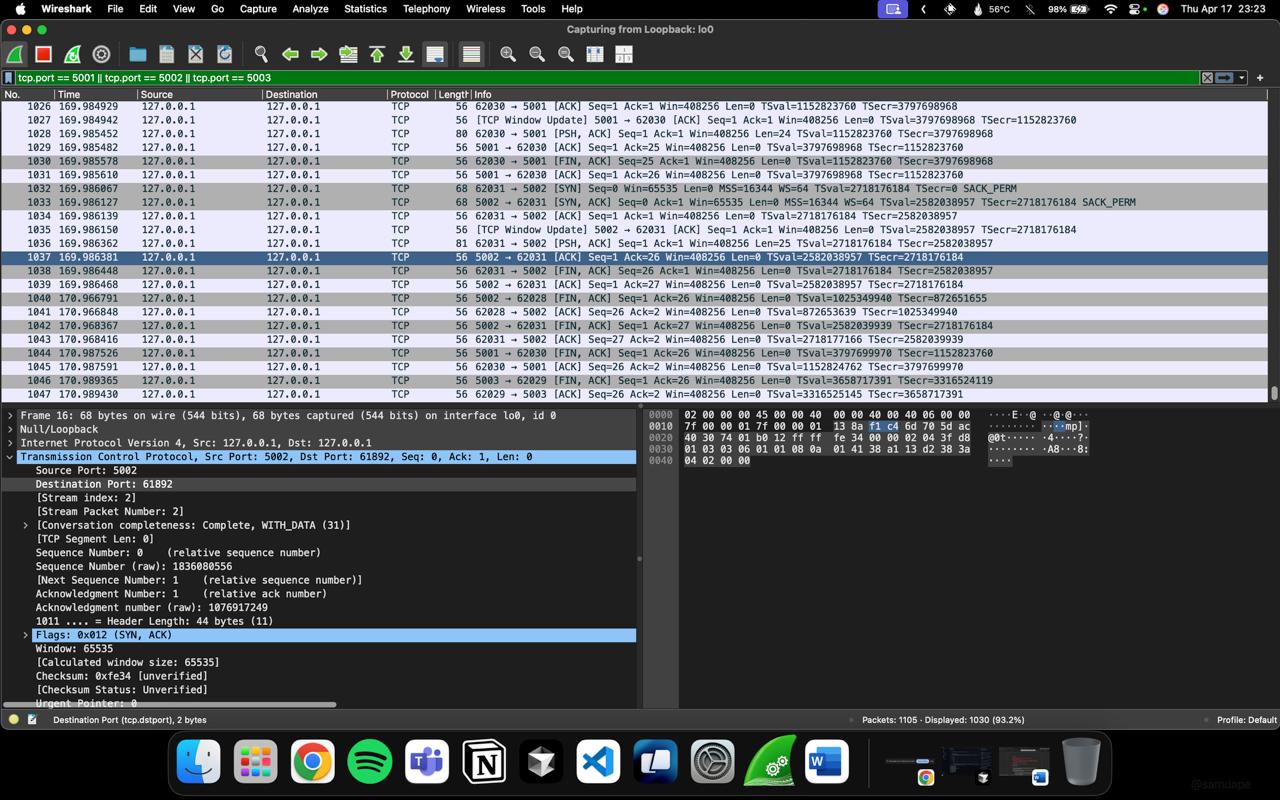 Wireshark File Edit View Go Capture Analyze Statistics Telephony Wireless Tools Help 56°C 98% Thu Apr 17 23:23
Capturing from Loopback: lo0
tcp.port == 5001 || tcp.port == 5002 || tcp.port == 5003
No. Time Source Destination Protocol Length Info
1026 169.984929 127.0.0.1 127.0.0.1 TCP 56 62030 → 5001 [ACK] Seq=1 Ack=1 Win=408256 Len=0 TSval=1152823760 TSecr=3797698968
1027 169.984942 127.0.0.1 127.0.0.1 TCP 56 [TCP Window Update] 5001 → 62030 [ACK] Seq=1 Ack=1 Win=408256 Len=0 TSval=3797698968 TSecr=1152823760
1028 169.985452 127.0.0.1 127.0.0.1 TCP 80 62030 → 5001 [PSH, ACK] Seq=1 Ack=1 Win=408256 Len=24 TSval=1152823760 TSecr=3797698968
1029 169.985482 127.0.0.1 127.0.0.1 TCP 56 5001 → 62030 [ACK] Seq=1 Ack=25 Win=408256 Len=0 TSval=3797698968 TSecr=1152823760
1030 169.985578 127.0.0.1 127.0.0.1 TCP 56 62030 → 5001 [FIN, ACK] Seq=25 Ack=1 Win=408256 Len=0 TSval=1152823760 TSecr=3797698968
1031 169.985610 127.0.0.1 127.0.0.1 TCP 56 5001 → 62030 [ACK] Seq=1 Ack=26 Win=408256 Len=0 TSval=3797698968 TSecr=1152823760
1032 169.986067 127.0.0.1 127.0.0.1 TCP 68 62031 → 5002 [SYN] Seq=0 Win=65535 Len=0 MSS=16344 WS=64 TSval=2718176184 TSecr=0 SACK_PERM
1033 169.986127 127.0.0.1 127.0.0.1 TCP 68 5002 → 62031 [SYN, ACK] Seq=0 Ack=1 Win=65535 Len=0 MSS=16344 WS=64 TSval=2582038957 TSecr=2718176184 SACK_PERM
1034 169.986139 127.0.0.1 127.0.0.1 TCP 56 62031 → 5002 [ACK] Seq=1 Ack=1 Win=408256 Len=0 TSval=2718176184 TSecr=2582038957
1035 169.986150 127.0.0.1 127.0.0.1 TCP 56 [TCP Window Update] 5002 → 62031 [ACK] Seq=1 Ack=1 Win=408256 Len=0 TSval=2582038957 TSecr=2718176184
1036 169.986362 127.0.0.1 127.0.0.1 TCP 81 62031 → 5002 [PSH, ACK] Seq=1 Ack=1 Win=408256 Len=25 TSval=2718176184 TSecr=2582038957
1037 169.986381 127.0.0.1 127.0.0.1 TCP 56 5002 → 62031 [ACK] Seq=1 Ack=26 Win=408256 Len=0 TSval=2582038957 TSecr=2718176184
1038 169.986448 127.0.0.1 127.0.0.1 TCP 56 62031 → 5002 [FIN, ACK] Seq=26 Ack=1 Win=408256 Len=0 TSval=2718176184 TSecr=2582038957
1039 169.986468 127.0.0.1 127.0.0.1 TCP 56 5002 → 62031 [ACK] Seq=1 Ack=27 Win=408256 Len=0 TSval=2582038957 TSecr=2718176184
1040 170.966791 127.0.0.1 127.0.0.1 TCP 56 5002 → 62028 [FIN, ACK] Seq=1 Ack=26 Win=408256 Len=0 TSval=1025349940 TSecr=872651655
1041 170.966848 127.0.0.1 127.0.0.1 TCP 56 62028 → 5002 [ACK] Seq=26 Ack=2 Win=408256 Len=0 TSval=872653639 TSecr=1025349940
1042 170.968367 127.0.0.1 127.0.0.1 TCP 56 5002 → 62031 [FIN, ACK] Seq=1 Ack=27 Win=408256 Len=0 TSval=2582039939 TSecr=2718176184
1043 170.968416 127.0.0.1 127.0.0.1 TCP 56 62031 → 5002 [ACK] Seq=27 Ack=2 Win=408256 Len=0 TSval=2718177166 TSecr=2582039939
1044 170.987526 127.0.0.1 127.0.0.1 TCP 56 5001 → 62030 [FIN, ACK] Seq=1 Ack=26 Win=408256 Len=0 TSval=3797699970 TSecr=1152823760
1045 170.987591 127.0.0.1 127.0.0.1 TCP 56 62030 → 5001 [ACK] Seq=26 Ack=2 Win=408256 Len=0 TSval=1152824762 TSecr=3797699970
1046 170.989365 127.0.0.1 127.0.0.1 TCP 56 5003 → 62029 [FIN, ACK] Seq=1 Ack=26 Win=408256 Len=0 TSval=3658717391 TSecr=3316524119
1047 170.989430 127.0.0.1 127.0.0.1 TCP 56 62029 → 5003 [ACK] Seq=26 Ack=2 Win=408256 Len=0 TSval=3316525145 TSecr=3658717391
Frame 16: 68 bytes on wire (544 bits), 68 bytes captured (544 bits) on interface lo0, id 0
Null/Loopback
Internet Protocol Version 4, Src: 127.0.0.1, Dst: 127.0.0.1
Transmission Control Protocol, Src Port: 5002, Dst Port: 61892, Seq: 0, Ack: 1, Len: 0
Source Port: 5002
Destination Port: 61892
[Stream index: 2]
[Stream Packet Number: 2]
[Conversation completeness: Complete, WITH_DATA (31)]
[TCP Segment Len: 0]
Sequence Number: 0 (relative sequence number)
Sequence Number (raw): 1836080556
[Next Sequence Number: 1 (relative sequence number)]
Acknowledgment Number: 1 (relative ack number)
Acknowledgment number (raw): 1076917249
1011 .... = Header Length: 44 bytes (11)
Flags: 0x012 (SYN, ACK)
Window: 65535
[Calculated window size: 65535]
Checksum: 0xfe34 [unverified]
[Checksum Status: Unverified]
Urgent Pointer: 0
0000 02 00 00 00 45 00 00 40 00 00 40 00 40 06 00 00 ····E··@ ··@·@···
0010 7f 00 00 01 7f 00 00 01 13 8a f1 c4 6d 70 5d ac ········ ····mp]·
0020 40 30 74 01 b0 12 ff ff fe 34 00 00 02 04 3f d8 @0t····· ·4····?·
0030 01 03 03 06 01 01 08 0a 01 41 38 a1 13 d2 38 3a ········ ·A8···8:
0040 04 02 00 00 ····
Destination Port (tcp.dstport), 2 bytes Packets: 1105 · Displayed: 1030 (93.2%) Profile: Default
@samdape